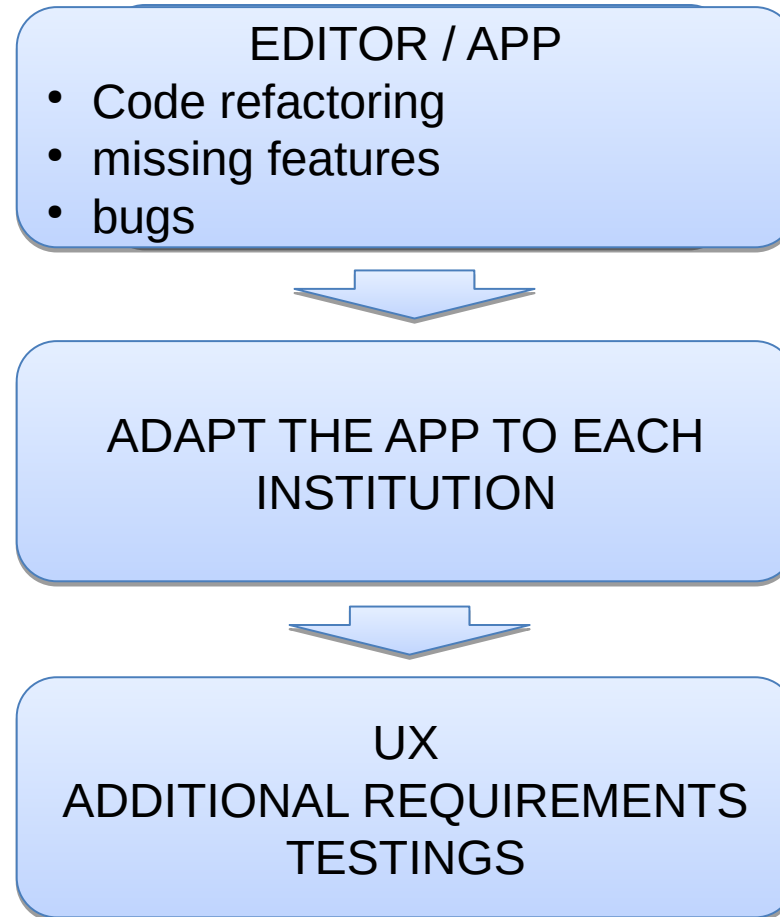 EDITOR / APP
• Code refactoring
• missing features
• bugs
ADAPT THE APP TO EACH
INSTITUTION
UX
ADDITIONAL REQUIREMENTS
TESTINGS